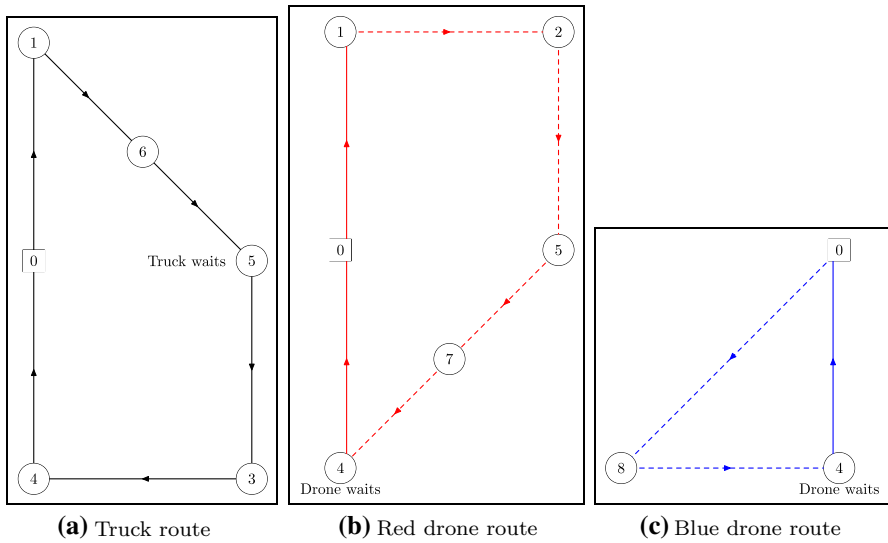 1
6
0
Truck waits
5
4
3
(a) Truck route
1
2
0
5
7
4
Drone waits
(b) Red drone route
0
8
4
Drone waits
(c) Blue drone route